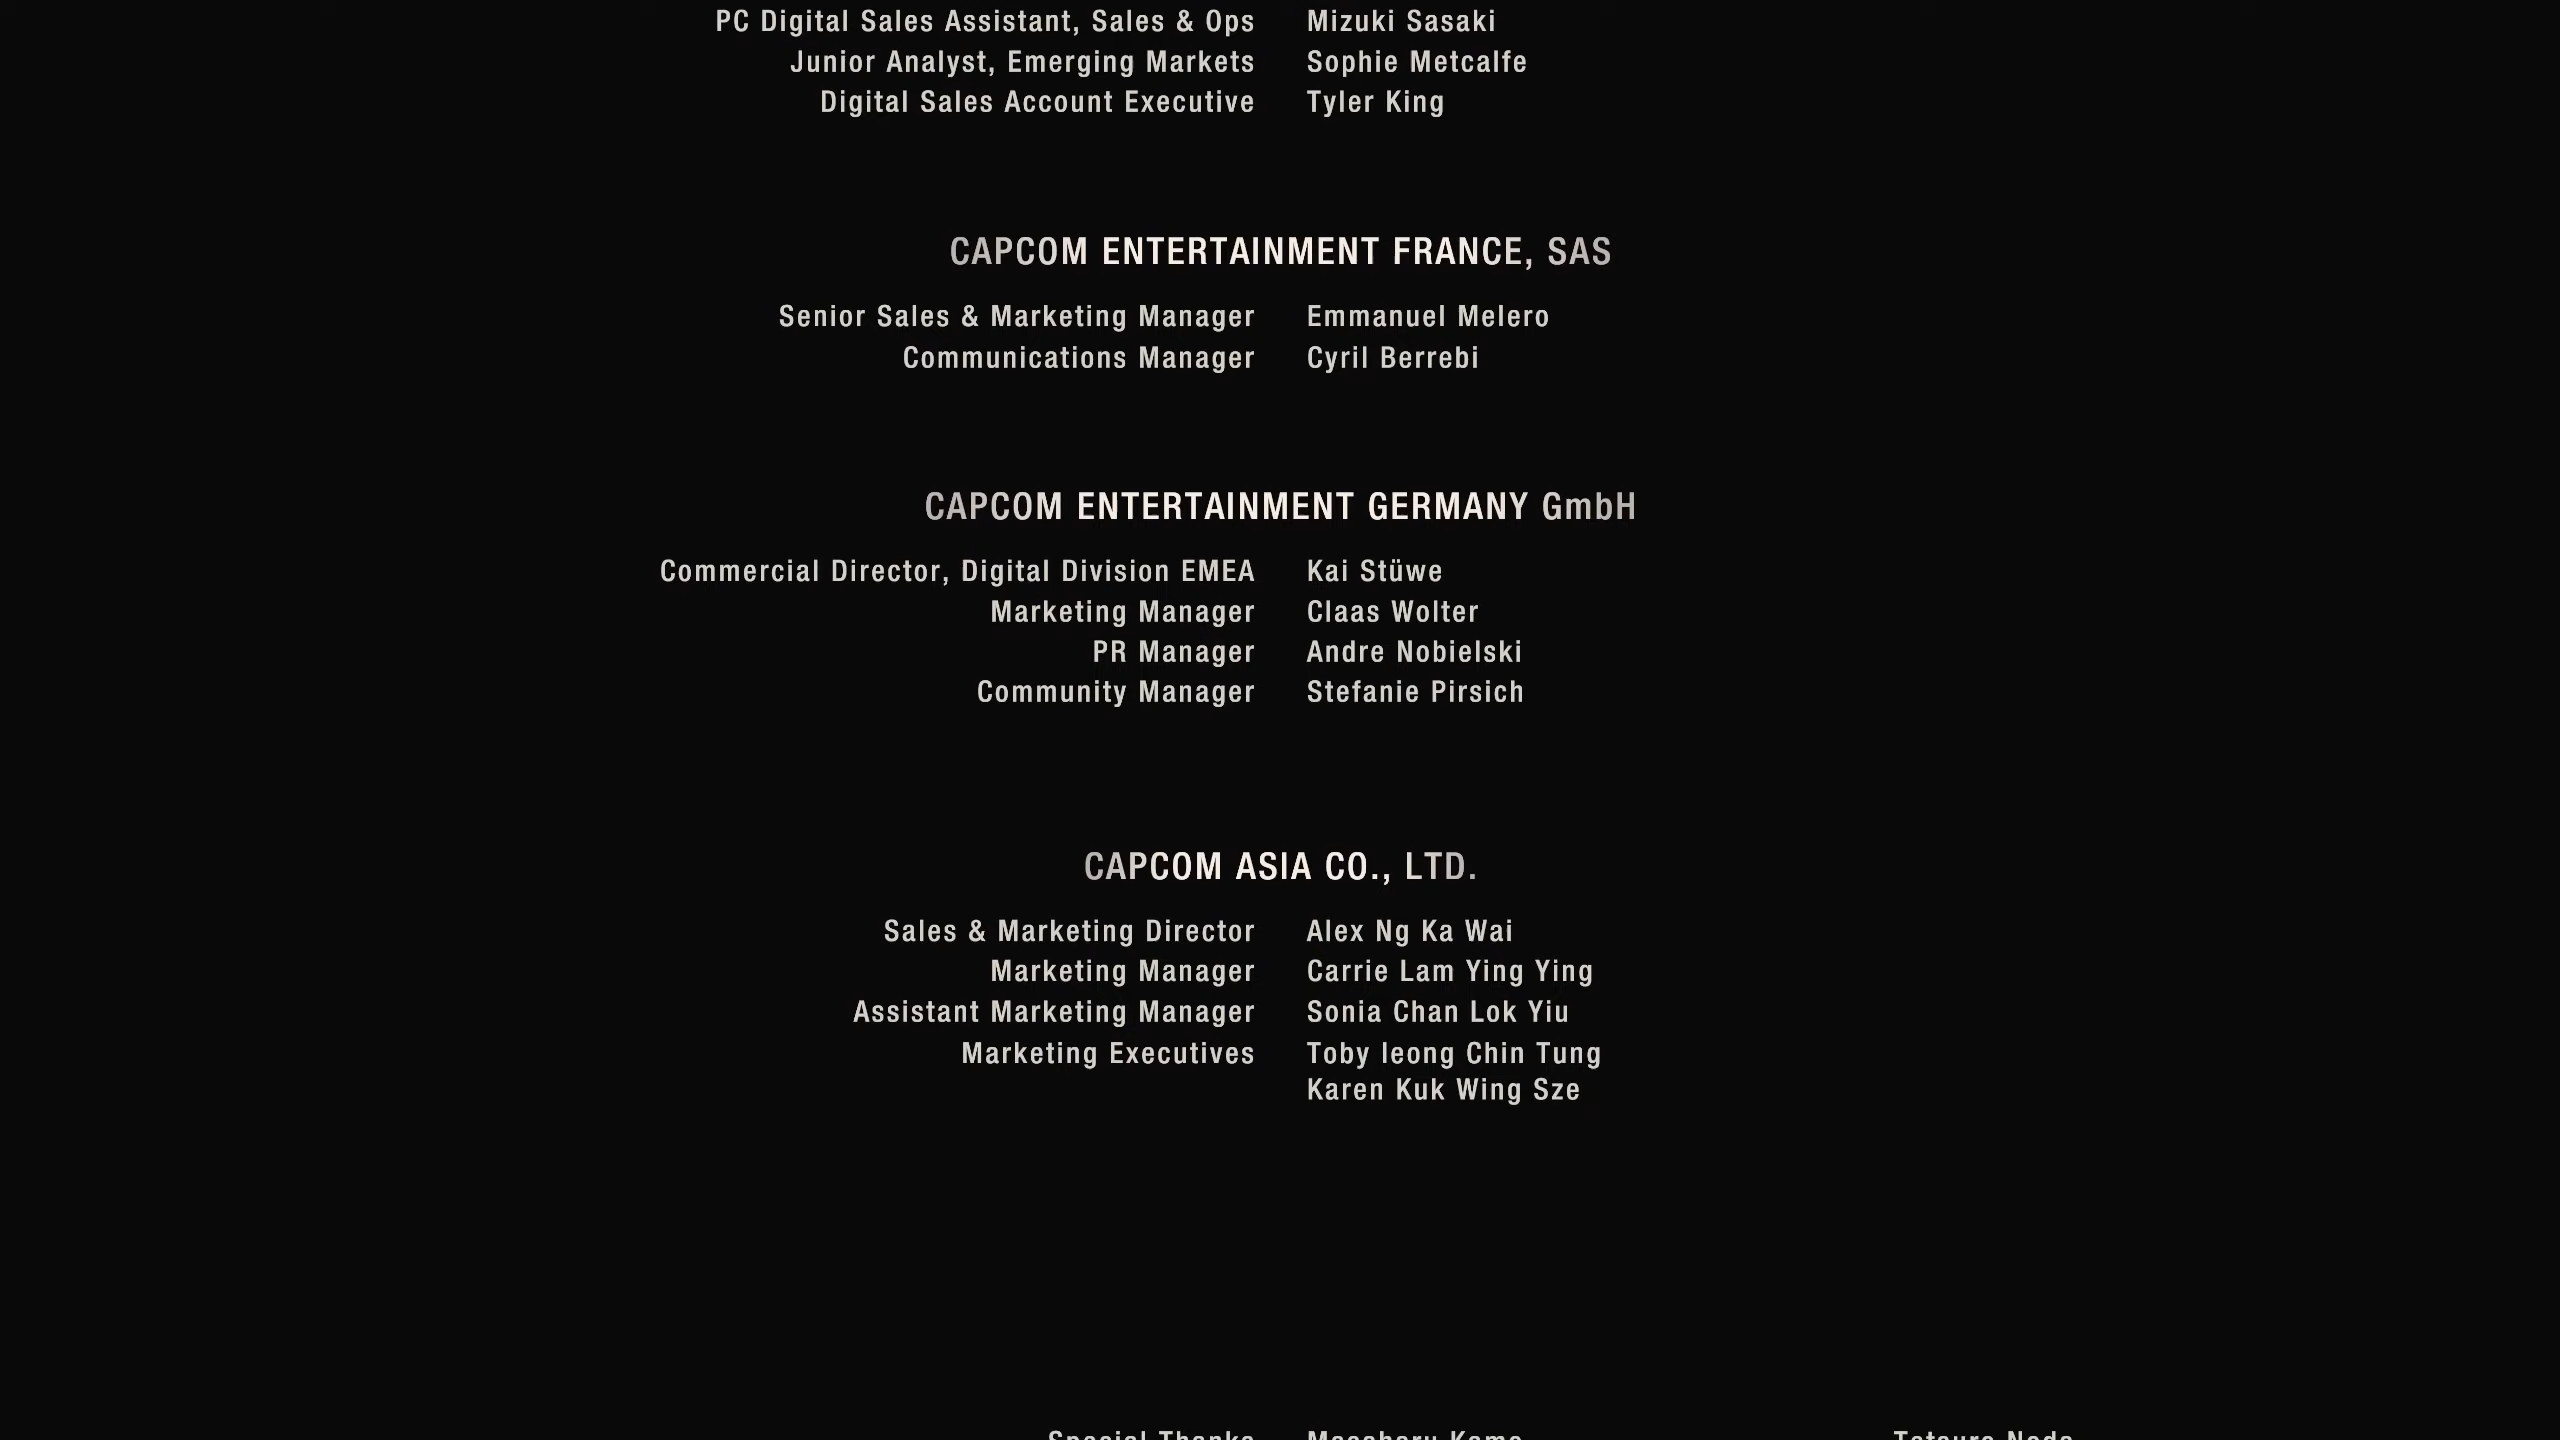 PC Digital Sales Assistant, Sales & Ops Mizuki Sasaki
Junior Analyst, Emerging Markets Sophie Metcalfe
Digital Sales Account Executive Tyler King
CAPCOM ENTERTAINMENT FRANCE, SAS
Senior Sales & Marketing Manager Emmanuel Melero
Communications Manager Cyril Berrebi
CAPCOM ENTERTAINMENT GERMANY GmbH
Commercial Director, Digital Division EMEA Kai Stüwe
Marketing Manager Claas Wolter
PR Manager Andre Nobielski
Community Manager Stefanie Pirsich
CAPCOM ASIA CO., LTD.
Sales & Marketing Director Alex Ng Ka Wai
Marketing Manager Carrie Lam Ying Ying
Assistant Marketing Manager Sonia Chan Lok Yiu
Marketing Executives Toby Ieong Chin Tung
Karen Kuk Wing Sze
Special Thanks